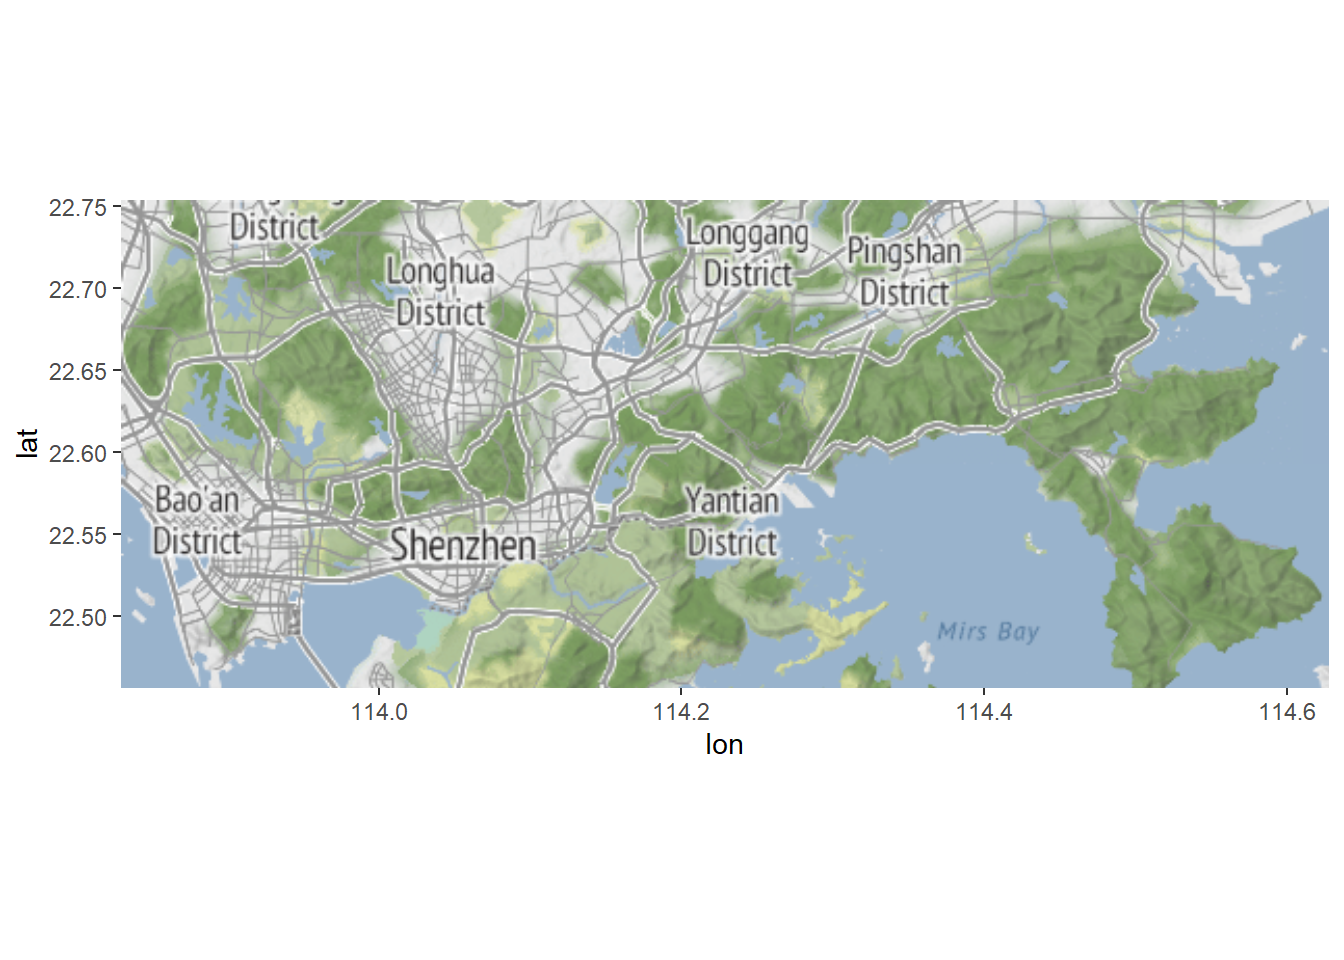 22.75
22.70
22.65
22.60
22.55
22.50
lat
District
Longhua
District
Longgang
District
Pingshan
District
Bao'an
District
Shenzhen
Yantian
District
Mirs Bay
114.0
114.2
114.4
114.6
lon